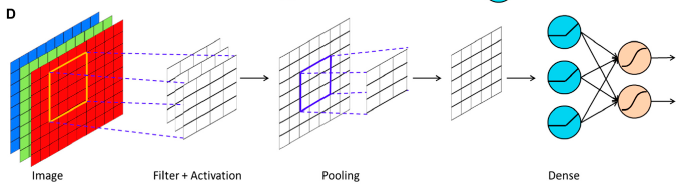 D
Image
Filter + Activation
Pooling
Dense